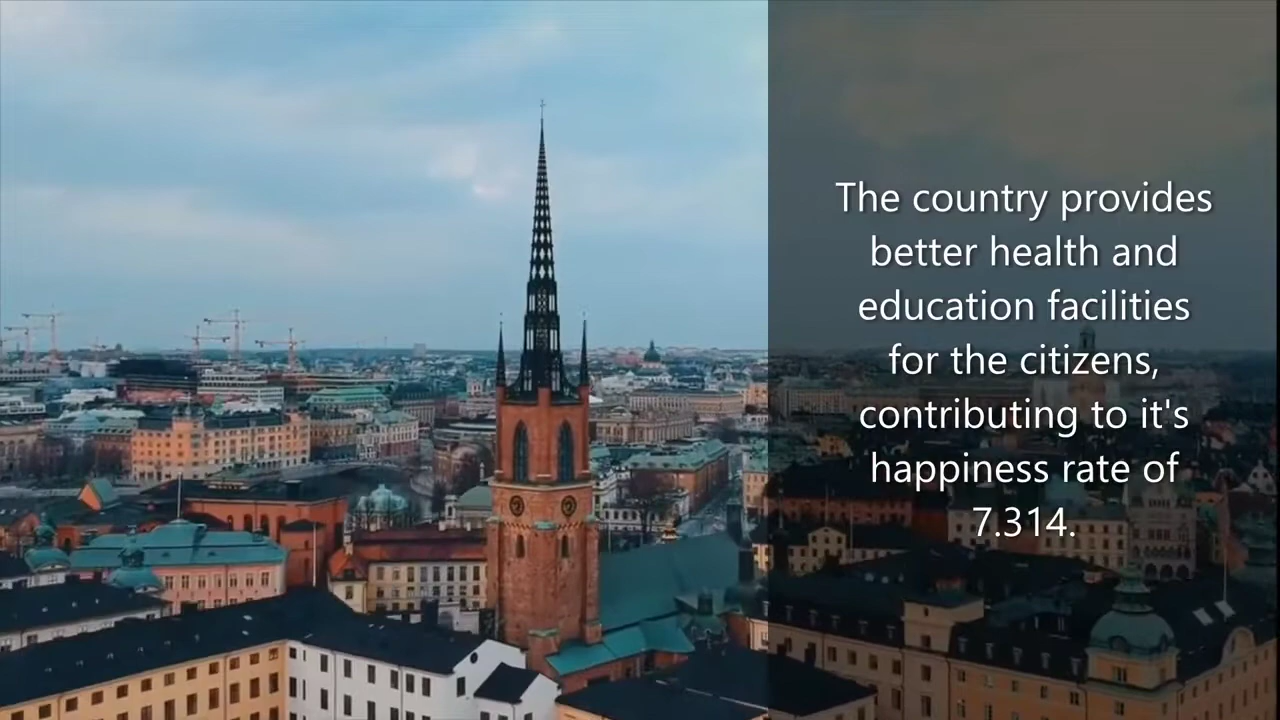 The country provides
better health and
education facilities
for the citizens,
contributing to it's
happiness rate of
7.314.